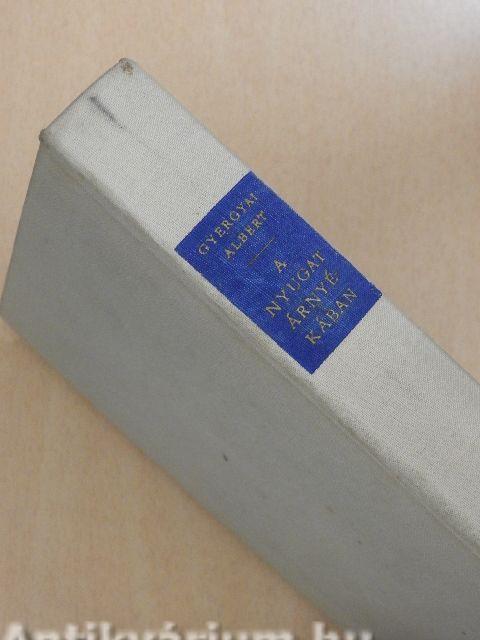 GYERGYAI
ALBERT
A
NYUGAT
ÁRNYÉ-
KÁBAN
Antikvárium.hu